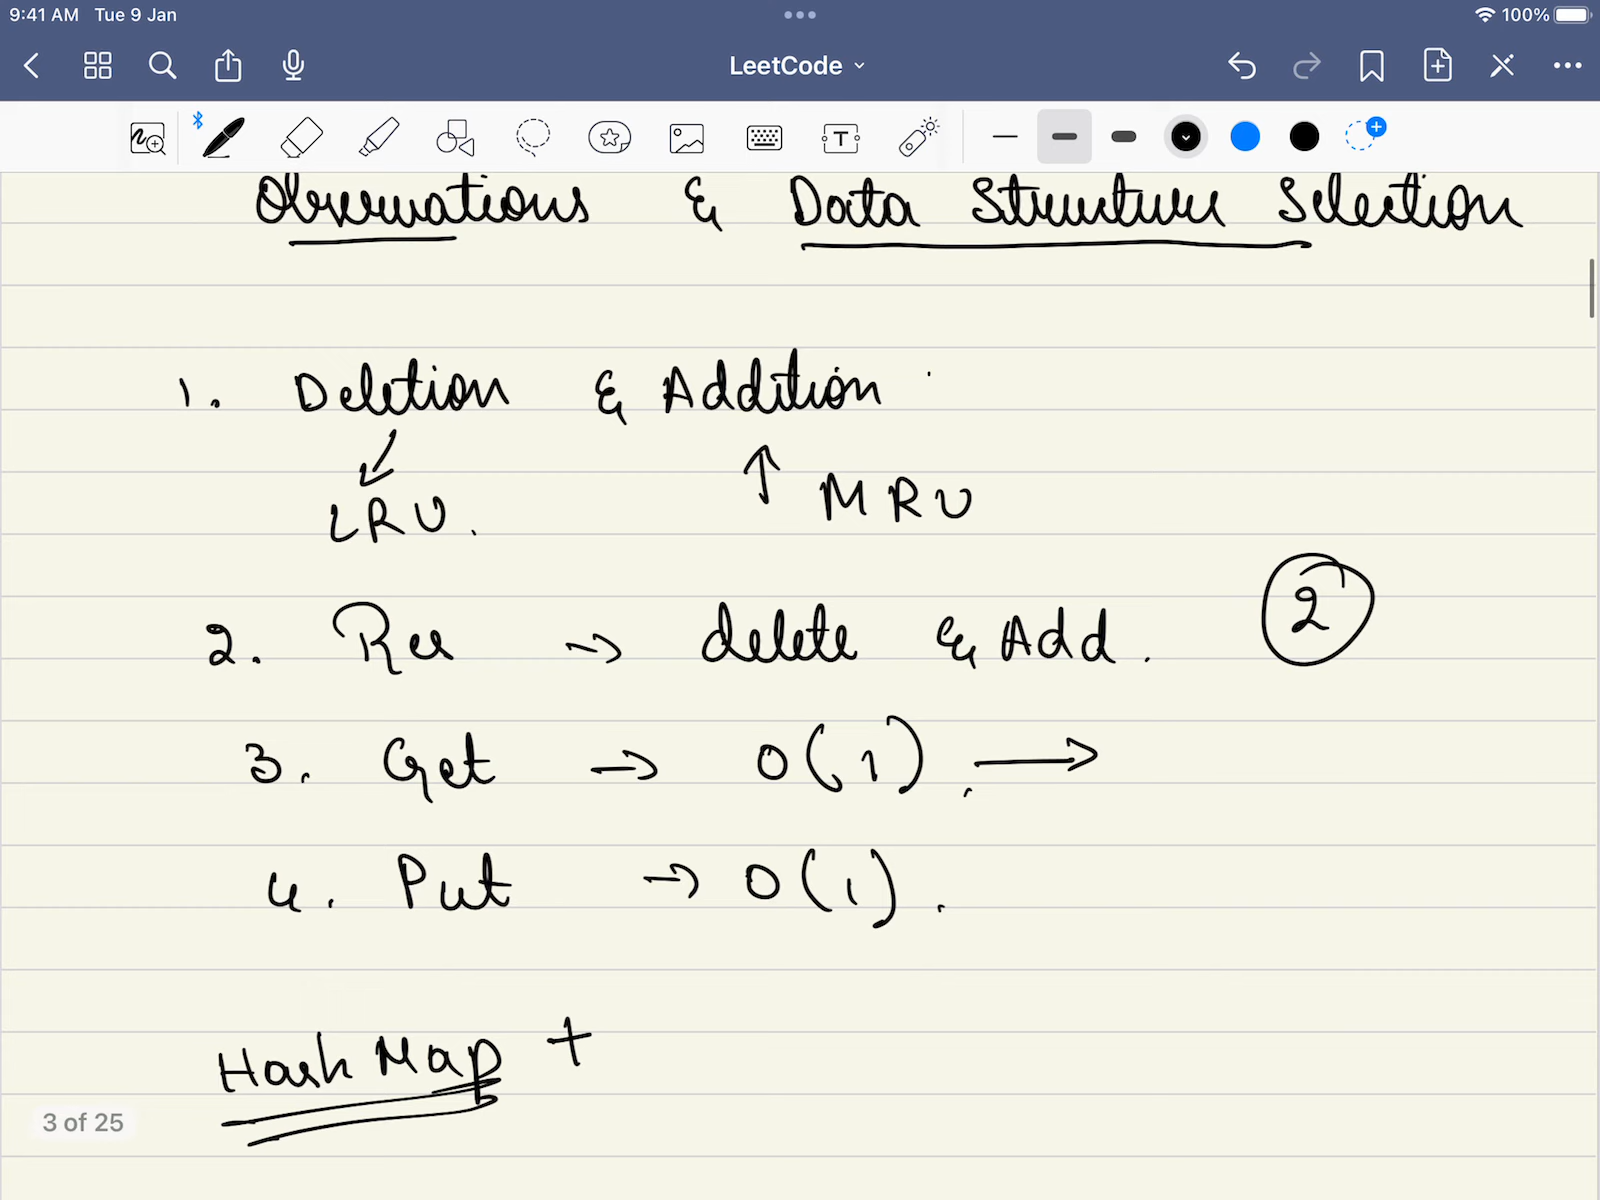 9:41 AM Tue 9 Jan 100%
LeetCode
T
Observations & Data Structure Selection
1. Deletion & Addition
LRU. MRU
2. Res → delete & Add. 2
3. Get → O(1). →
4. Put → O(1).
Hash Map +
3 of 25